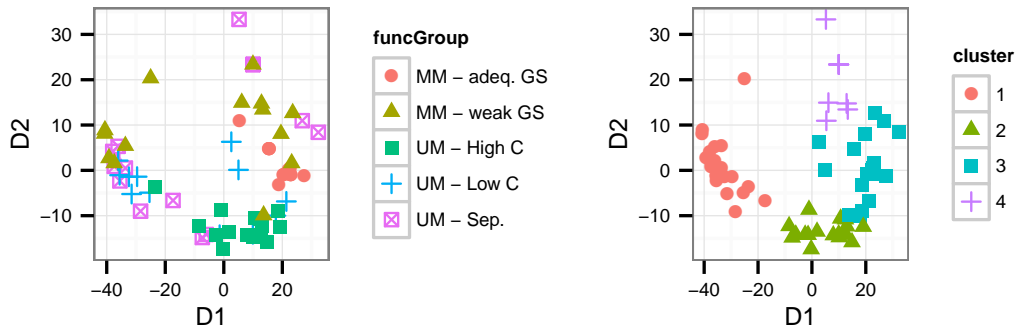 30
20
10
0
−10
−40
−20
0
20
D1
D2
funcGroup
MM − adeq. GS
MM − weak GS
UM − High C
UM − Low C
UM − Sep.
30
20
10
0
−10
−40
−20
0
20
D1
D2
cluster
1
2
3
4